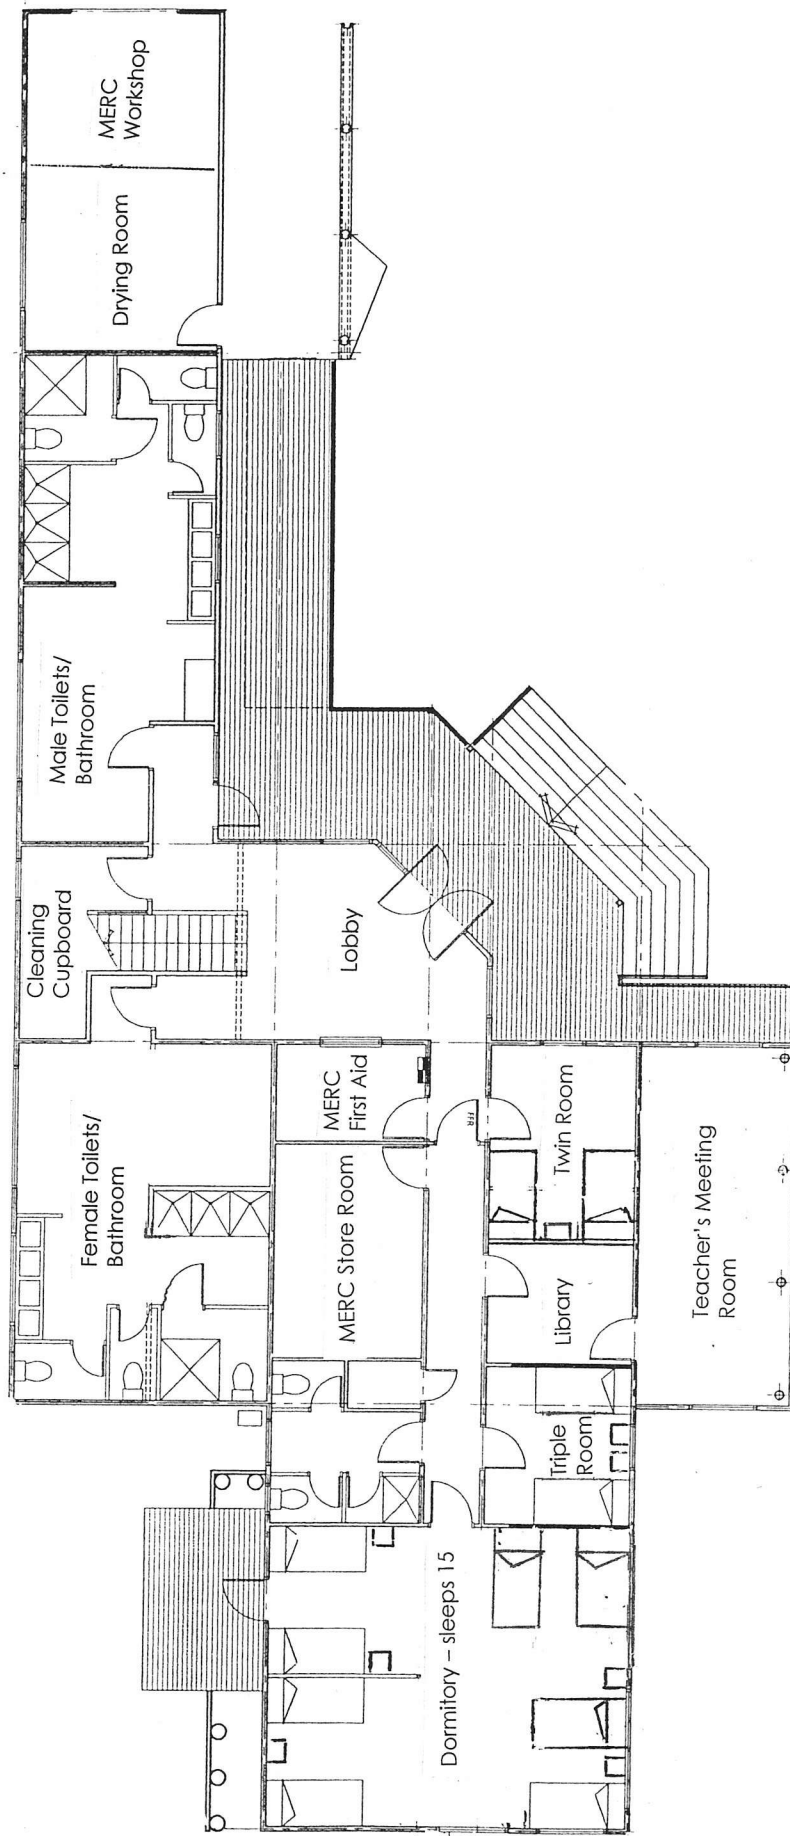 MERC
Workshop
Drying Room
Male Toilets/
Bathroom
Cleaning
Cupboard
Lobby
Female Toilets/
Bathroom
MERC
First Aid
MERC Store Room
FFR
Twin Room
Library
Teacher's Meeting
Room
Triple
Room
Dormitory – sleeps 15